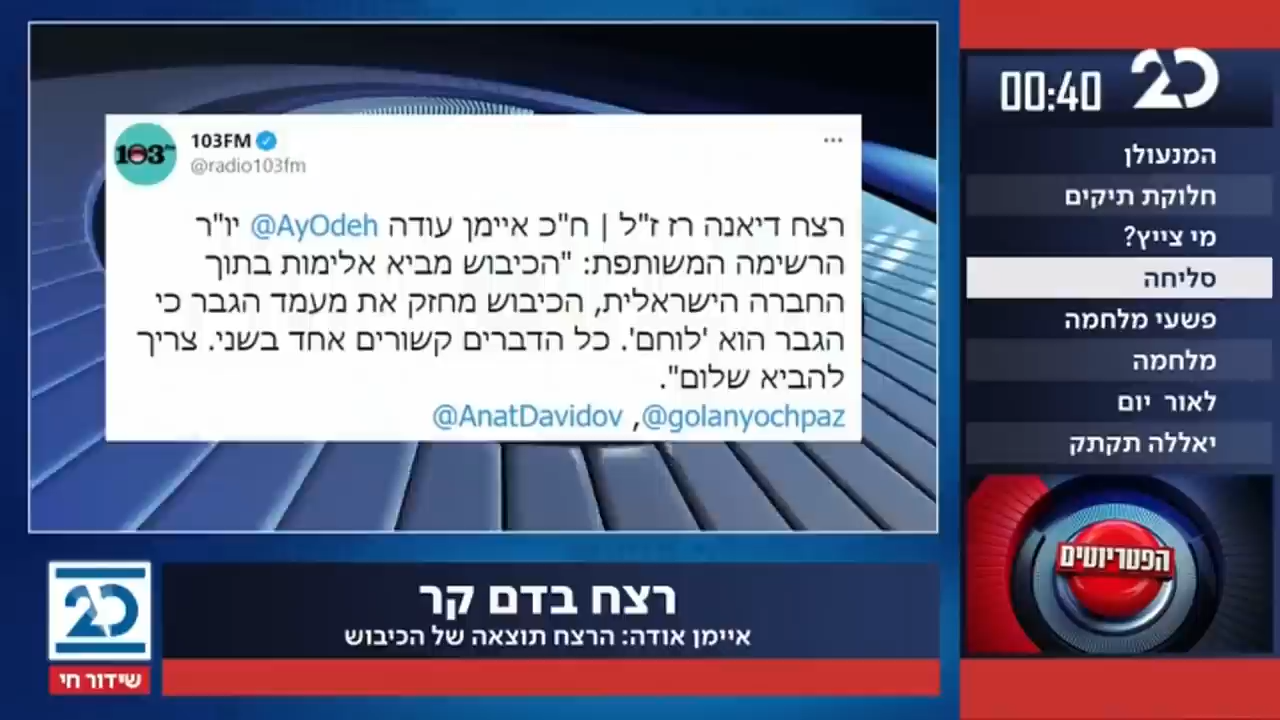 103FM
@radio103fm
רצח דיאנה רז ז"ל | ח"כ איימן עודה @AyOdeh יו"ר
הרשימה המשותפת: "הכיבוש מביא אלימות בתוך
החברה הישראלית, הכיבוש מחזק את מעמד הגבר כי
הגבר הוא 'לוחם'. כל הדברים קשורים אחד בשני. צריך
להביא שלום".
@golanyochpaz, @AnatDavidov
103
00:40
20
המנעולן
חלוקת תיקים
מי צייץ?
סליחה
פשעי מלחמה
מלחמה
לאור יום
יאללה תקתק
הפטריוטים
רצח בדם קר
איימן אודה: הרצח תוצאה של הכיבוש
20
שידור חי